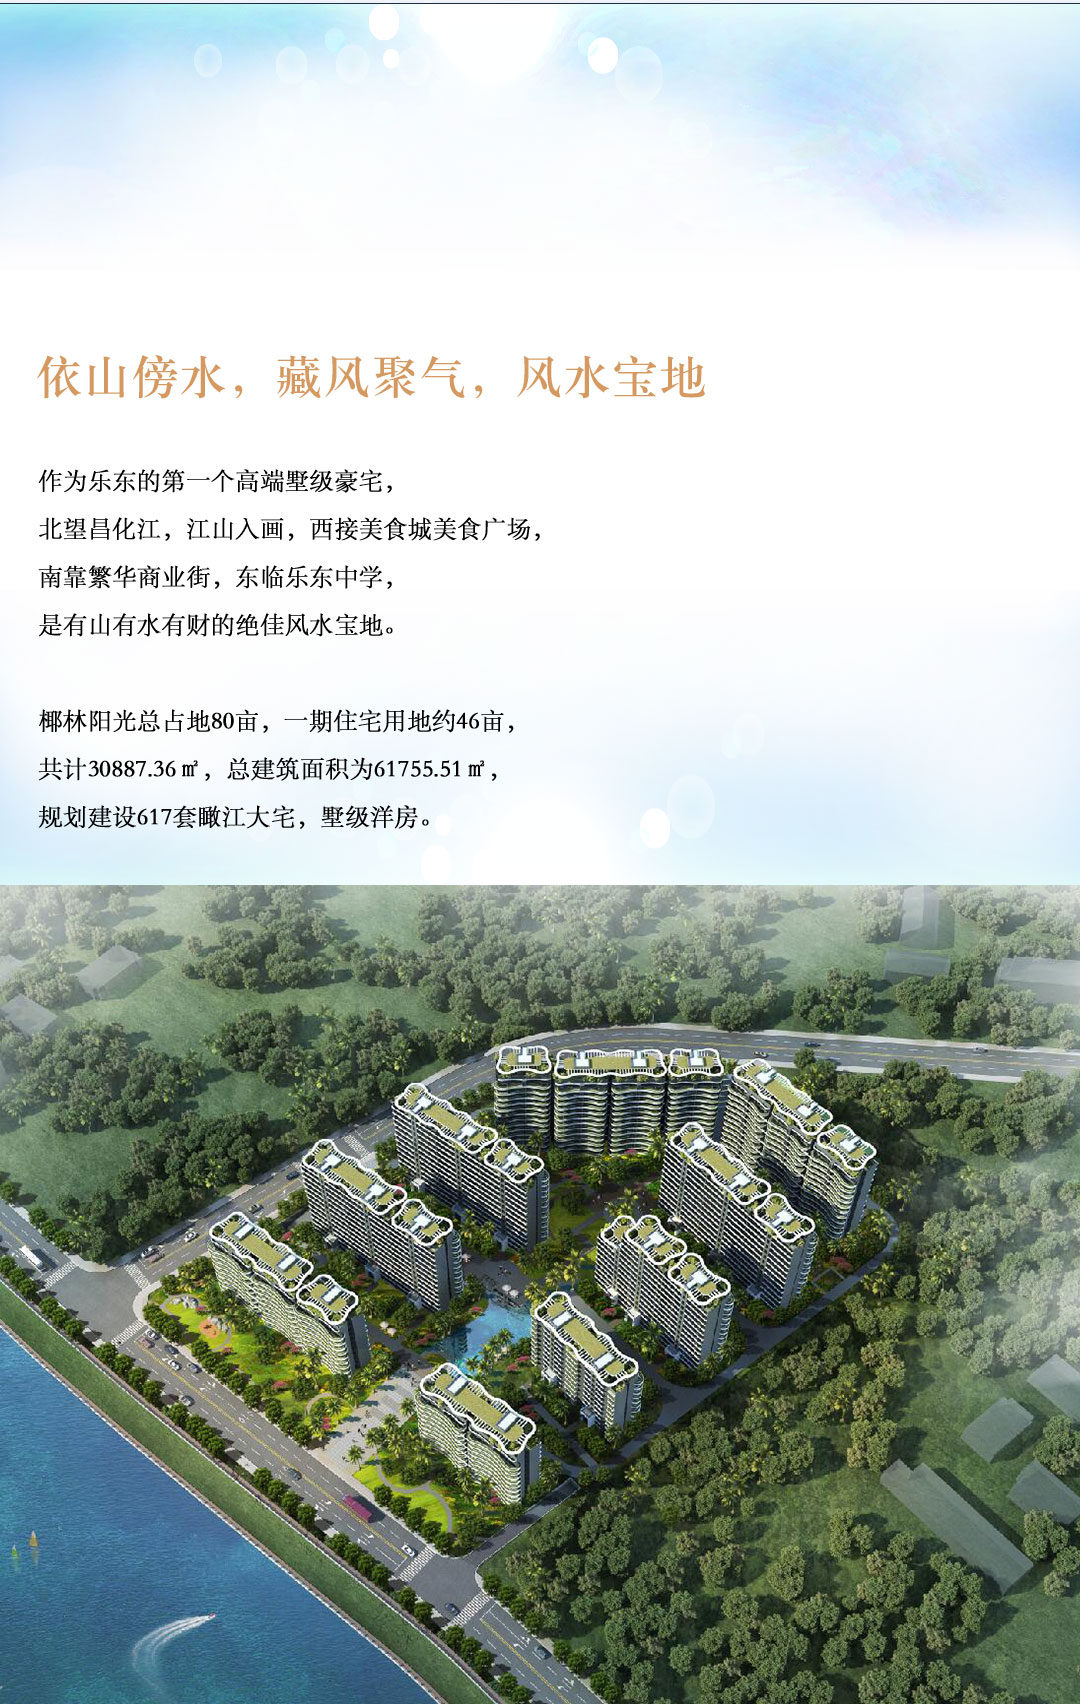 依山傍水，藏风聚气，风水宝地
作为乐东的第一个高端墅级豪宅，
北望昌化江，江山入画，西接美食城美食广场，
南靠繁华商业街，东临乐东中学，
是有山有水有财的绝佳风水宝地。
椰林阳光总占地80亩，一期住宅用地约46亩，
共计30887.36㎡，总建筑面积为61755.51㎡，
规划建设617套瞰江大宅，墅级洋房。